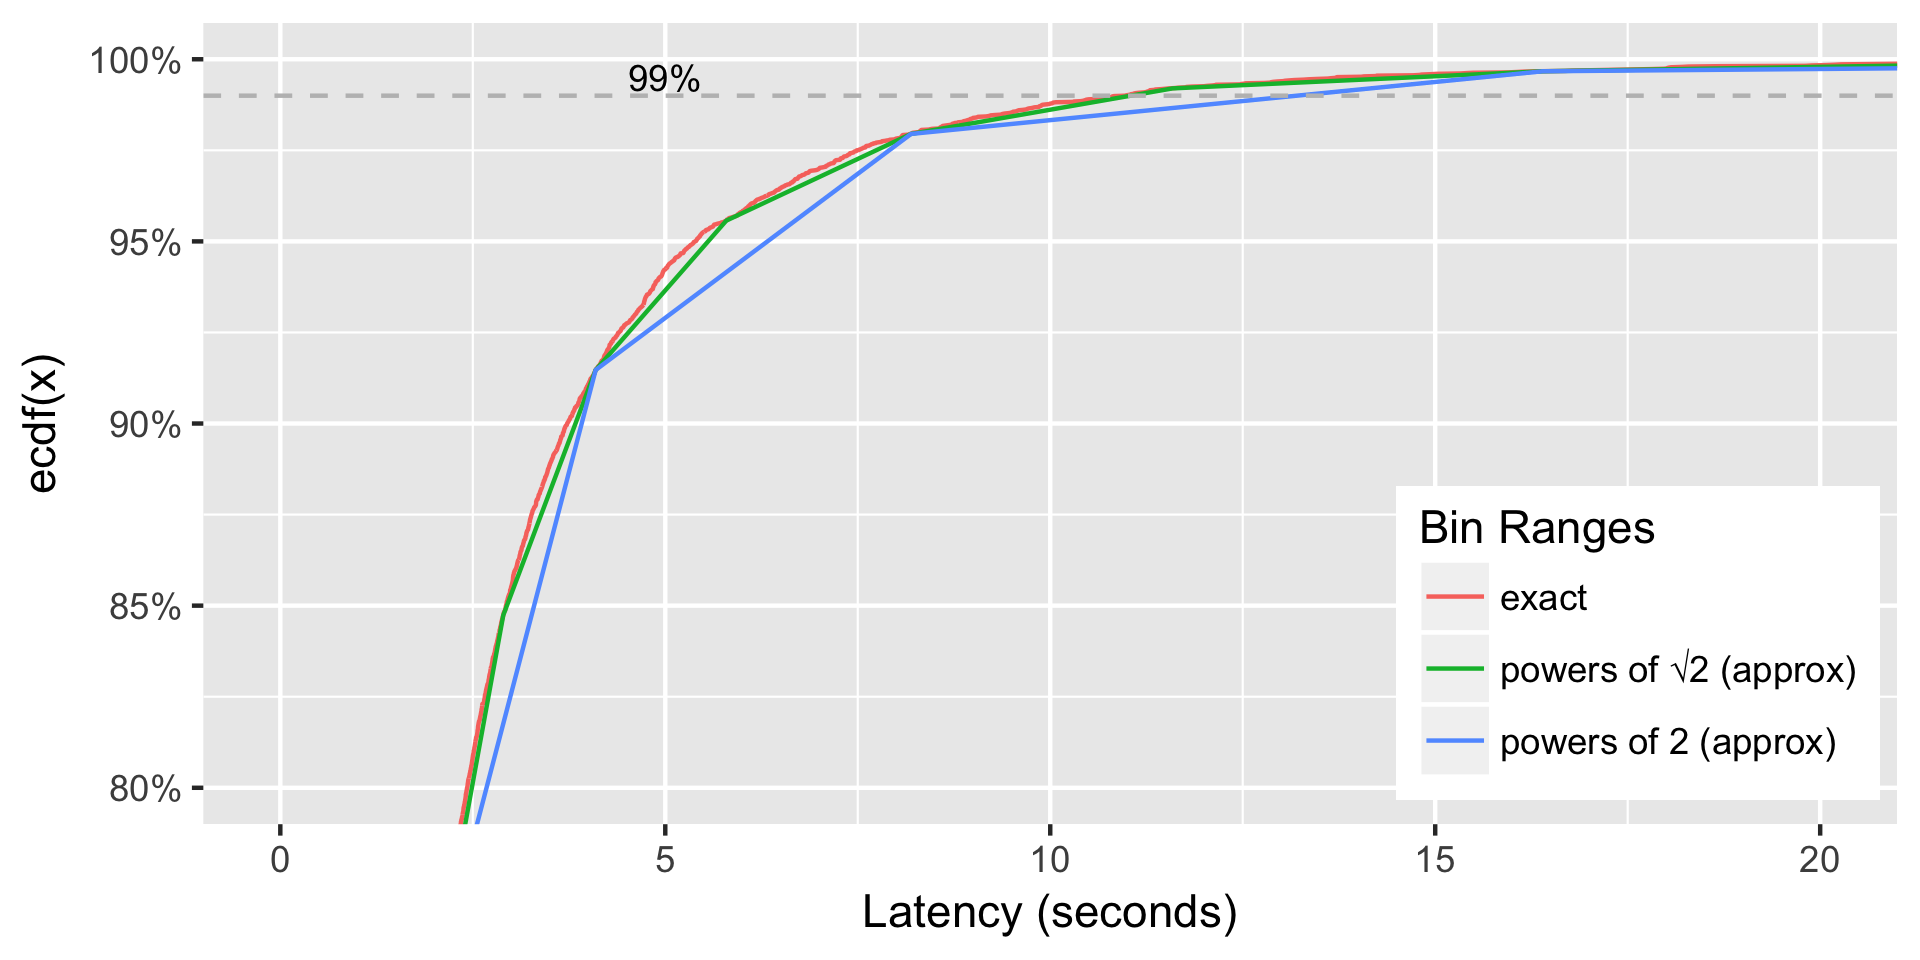 100%
99%
95%
90%
85%
80%
ecdf(x)
Bin Ranges
exact
powers of √2 (approx)
powers of 2 (approx)
0 5 10 15 20
Latency (seconds)